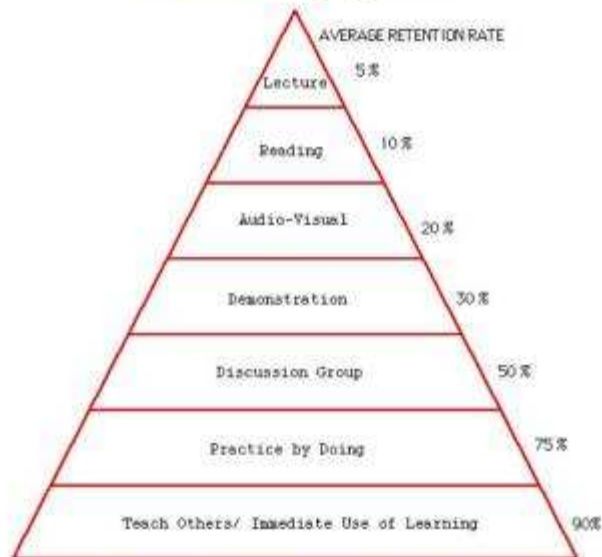 AVERAGE RETENTION RATE
Lecture 5%
Reading 10%
Audio-Visual 20%
Demonstration 30%
Discussion Group 50%
Practice by Doing 75%
Teach Others/ Immediate Use of Learning 90%